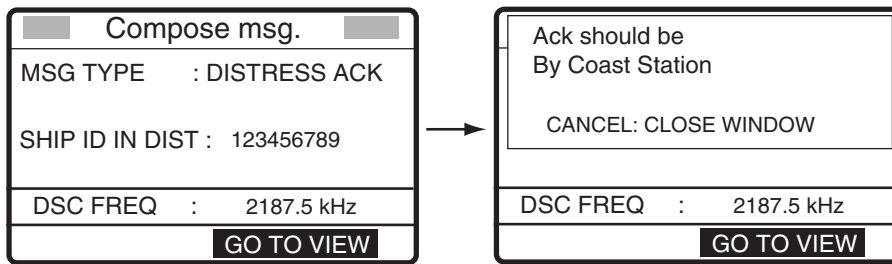 Compose msg.
MSG TYPE : DISTRESS ACK
SHIP ID IN DIST : 123456789
DSC FREQ : 2187.5 kHz
GO TO VIEW
Ack should be
By Coast Station
CANCEL: CLOSE WINDOW
DSC FREQ : 2187.5 kHz
GO TO VIEW